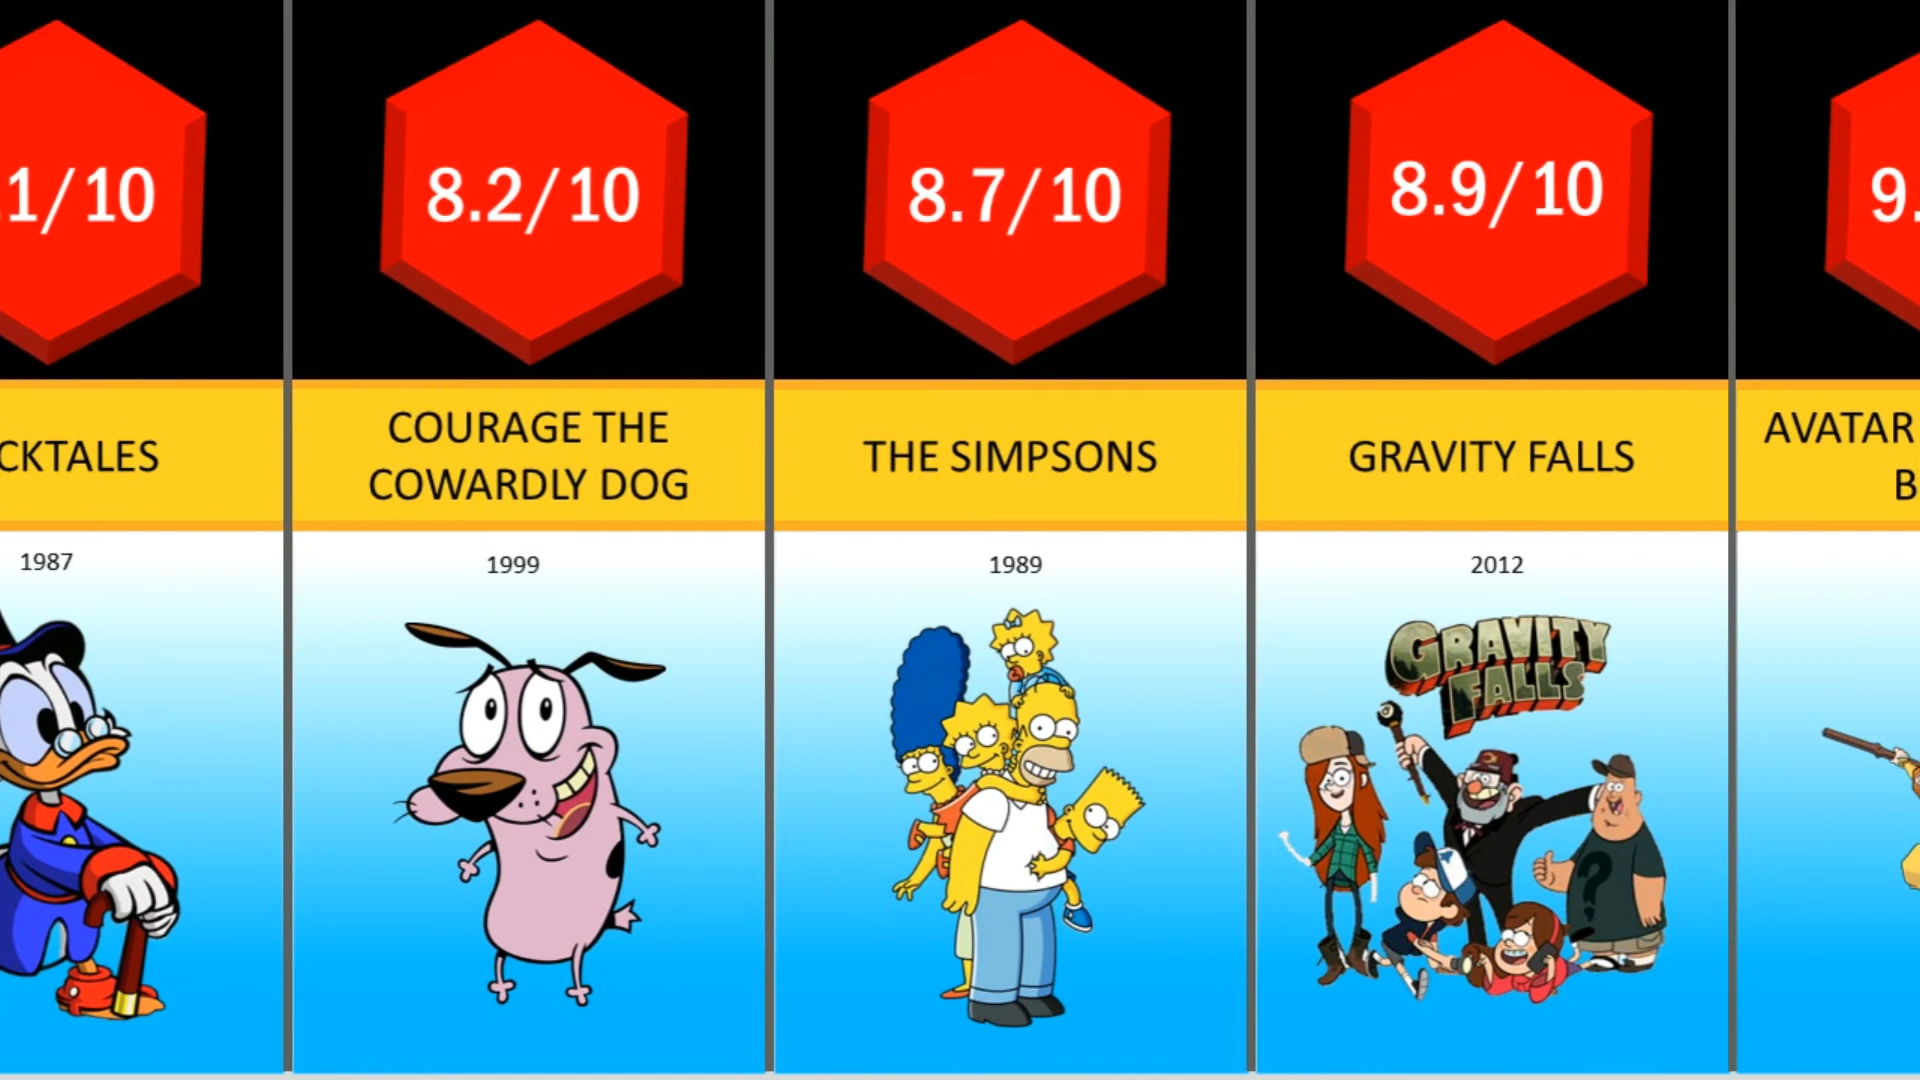 .1/10
8.2/10
8.7/10
8.9/10
9.
CKTALES
COURAGE THE
COWARDLY DOG
THE SIMPSONS
GRAVITY FALLS
AVATAR
B
1987
1999
1989
2012
GRAVITY
FALLS
?